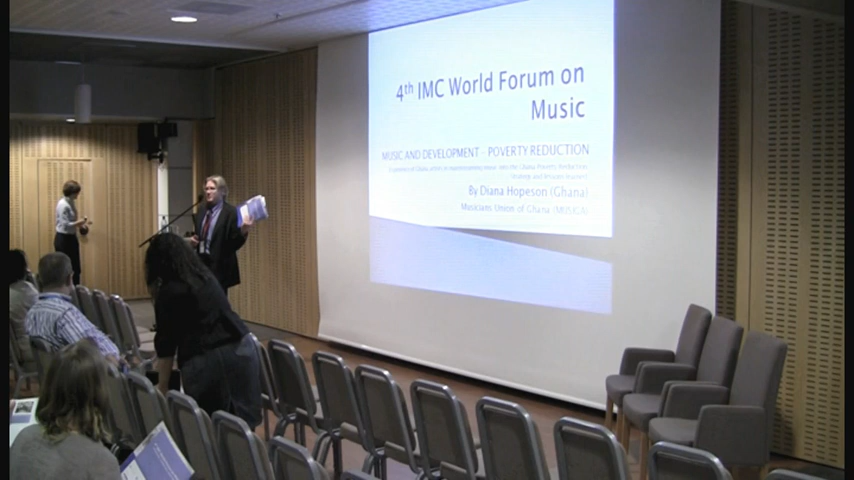 4th IMC World Forum on
Music
MUSIC AND DEVELOPMENT - POVERTY REDUCTION
By Diana Hopeson (Ghana)
Musicians Union of Ghana (MUSIGA)